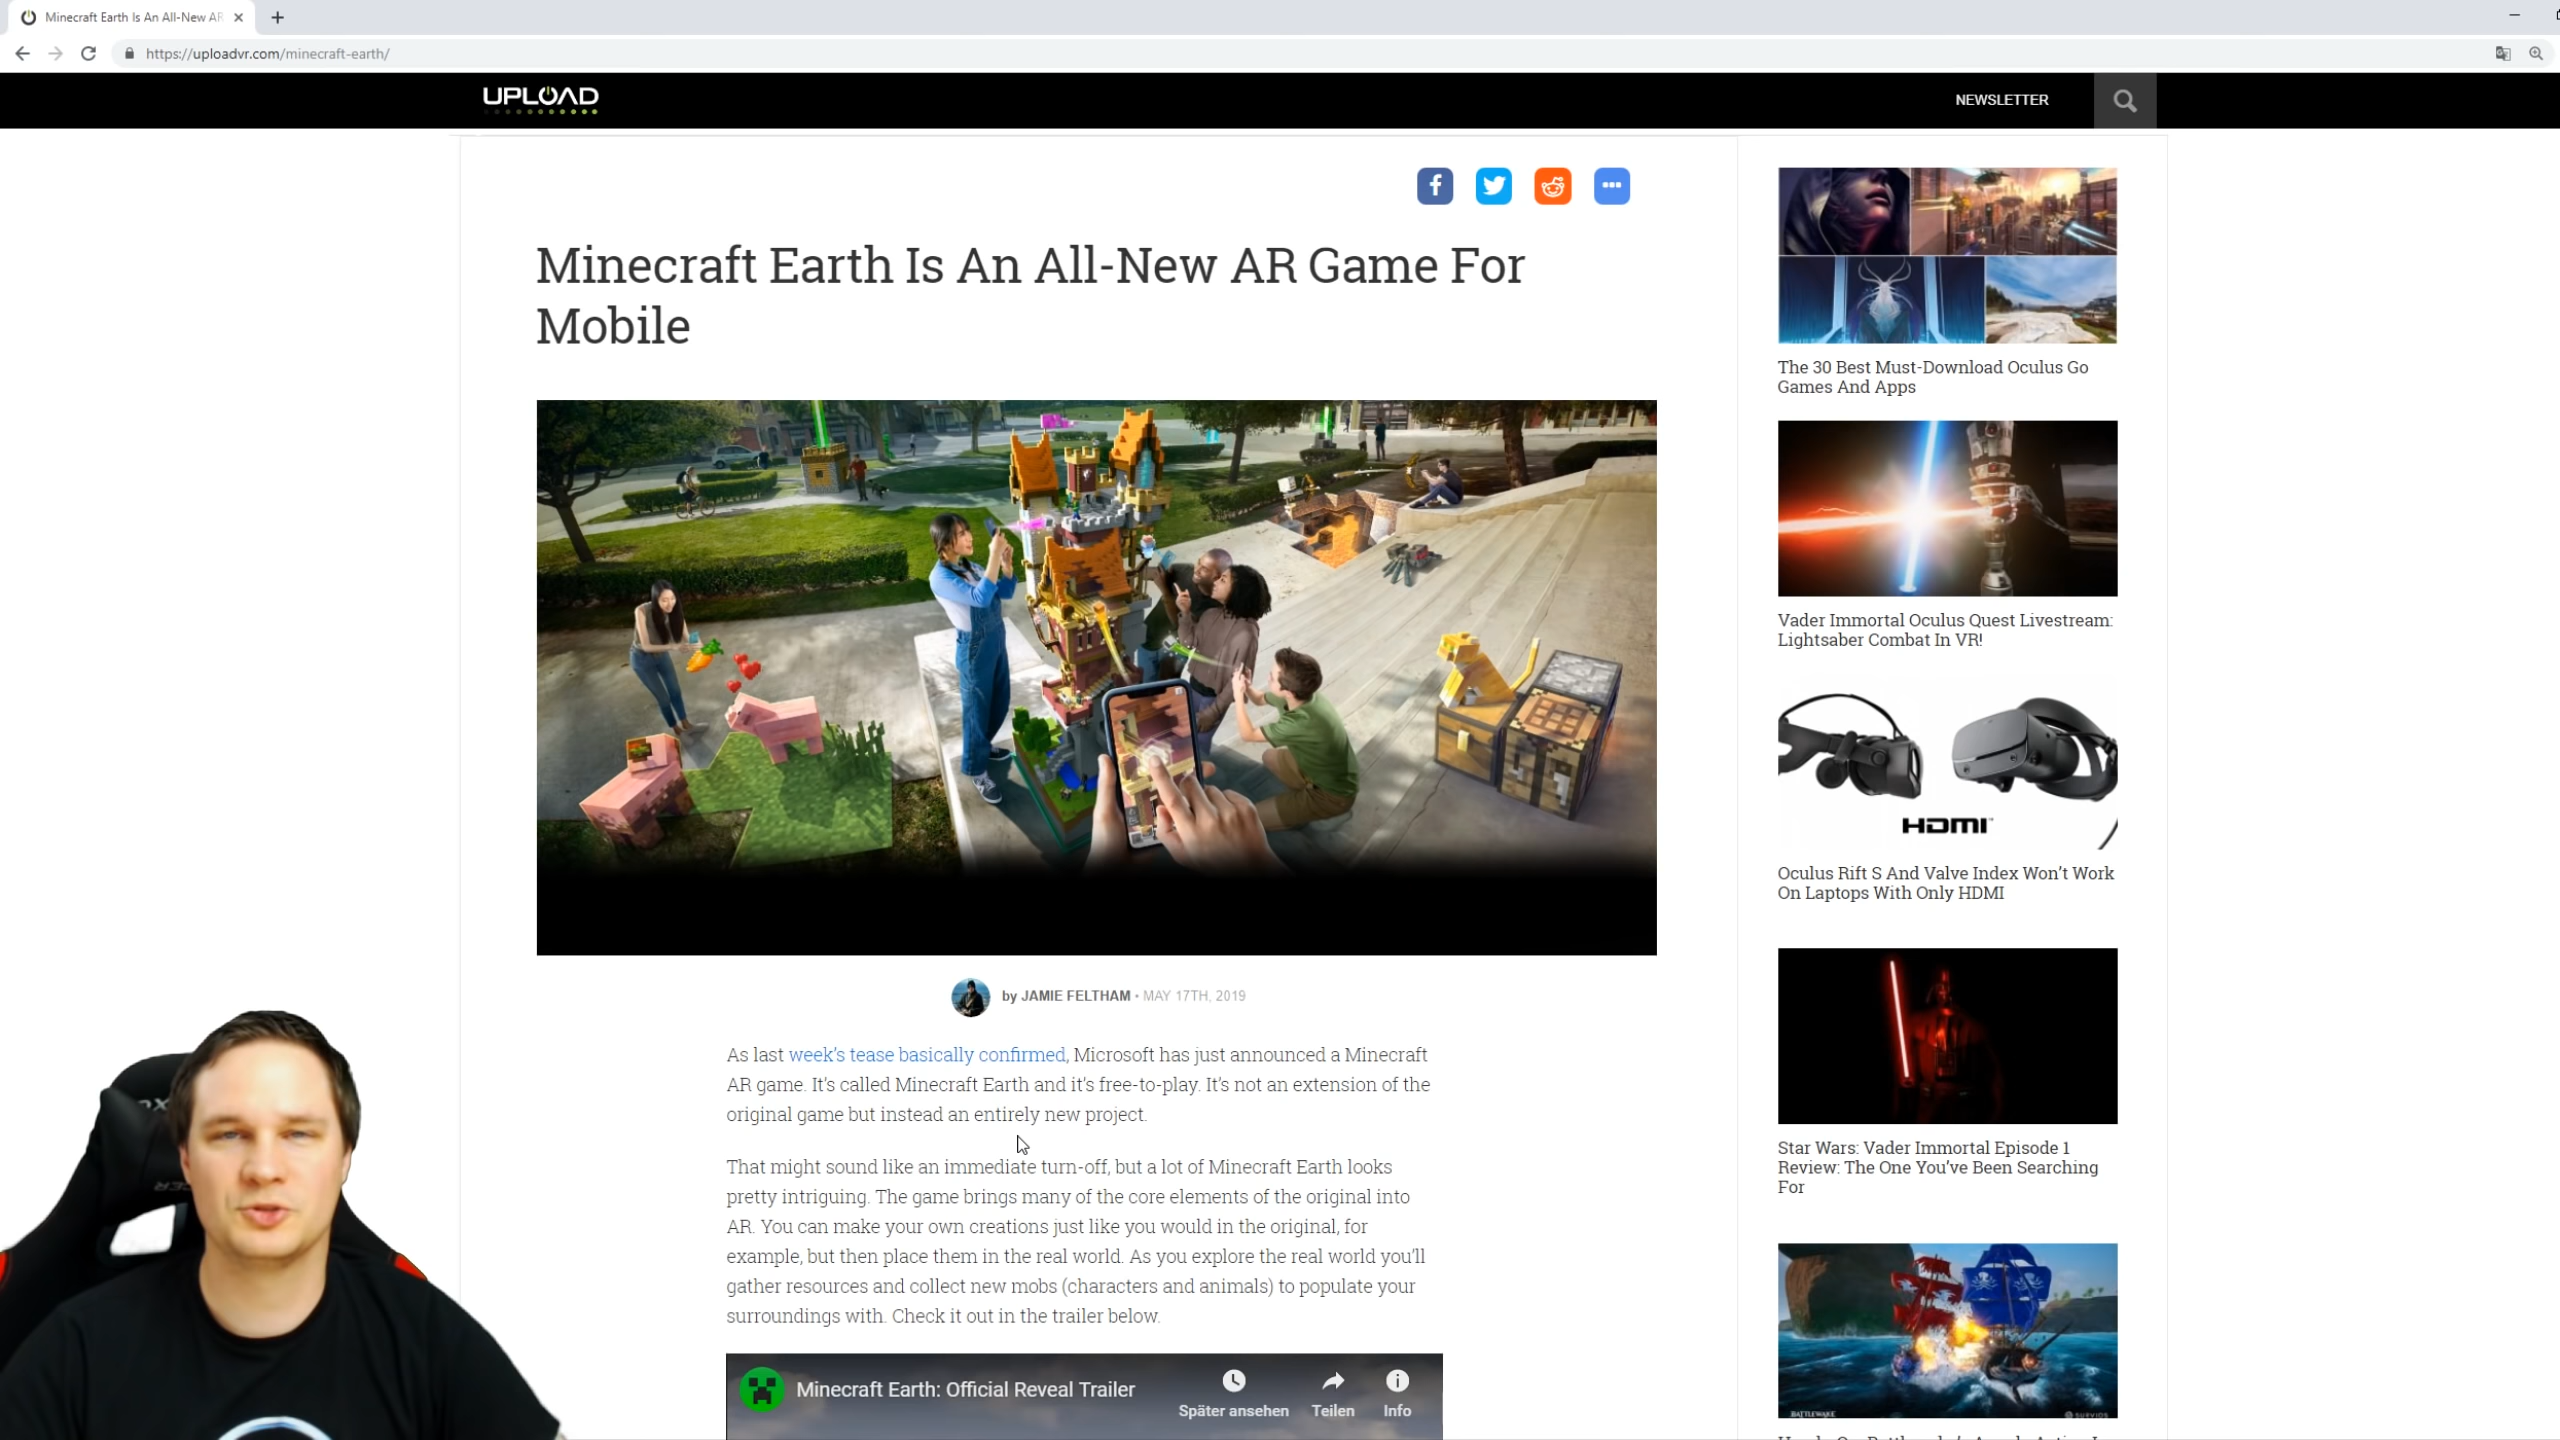 Minecraft Earth Is An All-New AR
https://uploadvr.com/minecraft-earth/
UPLOAD
NEWSLETTER
Minecraft Earth Is An All-New AR Game For
Mobile
by JAMIE FELTHAM • MAY 17TH, 2019
As last week's tease basically confirmed, Microsoft has just announced a Minecraft
AR game. It's called Minecraft Earth and it's free-to-play. It's not an extension of the
original game but instead an entirely new project.
That might sound like an immediate turn-off, but a lot of Minecraft Earth looks
pretty intriguing. The game brings many of the core elements of the original into
AR. You can make your own creations just like you would in the original, for
example, but then place them in the real world. As you explore the real world you'll
gather resources and collect new mobs (characters and animals) to populate your
surroundings with. Check it out in the trailer below.
Minecraft Earth: Official Reveal Trailer
Später ansehen
Teilen
Info
The 30 Best Must-Download Oculus Go
Games And Apps
Vader Immortal Oculus Quest Livestream:
Lightsaber Combat In VR!
HDMI
Oculus Rift S And Valve Index Won't Work
On Laptops With Only HDMI
Star Wars: Vader Immortal Episode 1
Review: The One You've Been Searching
For
BATTLEWAKE
SURVIOS